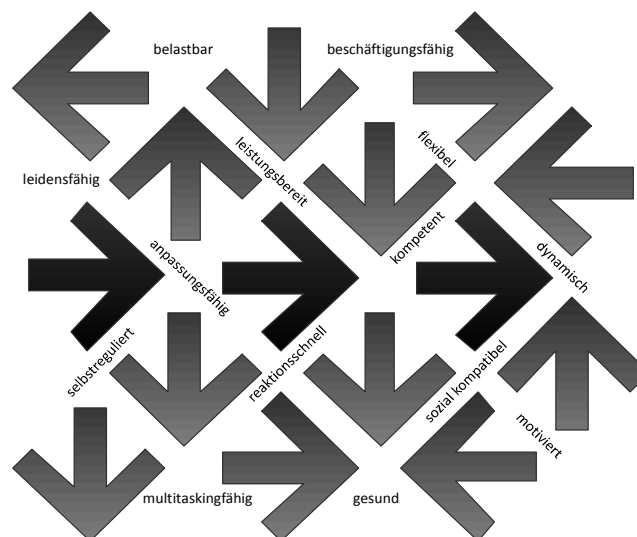 belastbar
beschäftigungsfähig
leistungsbereit
flexibel
leidensfähig
anpassungsfähig
kompetent
dynamisch
selbstreguliert
reaktionsschnell
sozial kompatibel
motiviert
multitaskingfähig
gesund